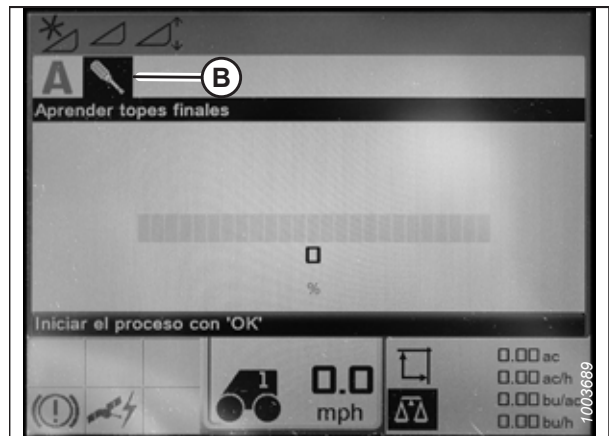 A
B
Aprender topes finales
0
%
Iniciar el proceso con 'OK'
1
0.0
mph
0.00 ac
0.00 ac/h
0.00 bu/ac
0.00 bu/h
1003689